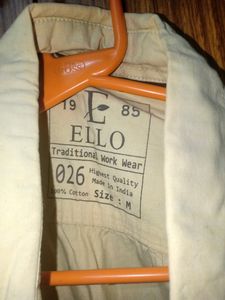 19 E 85
ELLO
Traditional Work Wear
026
Highest Quality
Made in India
100% Cotton Size: M